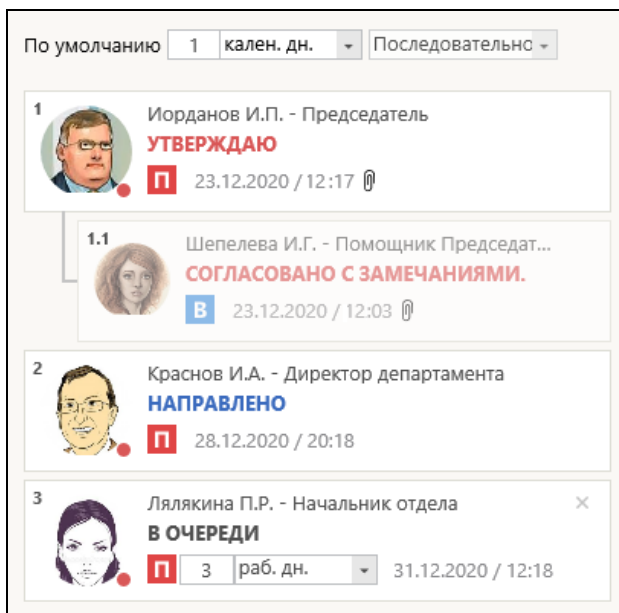 По умолчанию 1 кален. дн. Последовательно
1 Иорданов И.П. - Председатель
УТВЕРЖДАЮ
П 23.12.2020 / 12:17
1.1 Шепелева И.Г. - Помощник Председат...
СОГЛАСОВАНО С ЗАМЕЧАНИЯМИ.
В 23.12.2020 / 12:03
2 Краснов И.А. - Директор департамента
НАПРАВЛЕНО
П 28.12.2020 / 20:18
3 Лялякина П.Р. - Начальник отдела
В ОЧЕРЕДИ
П 3 раб. дн. 31.12.2020 / 12:18